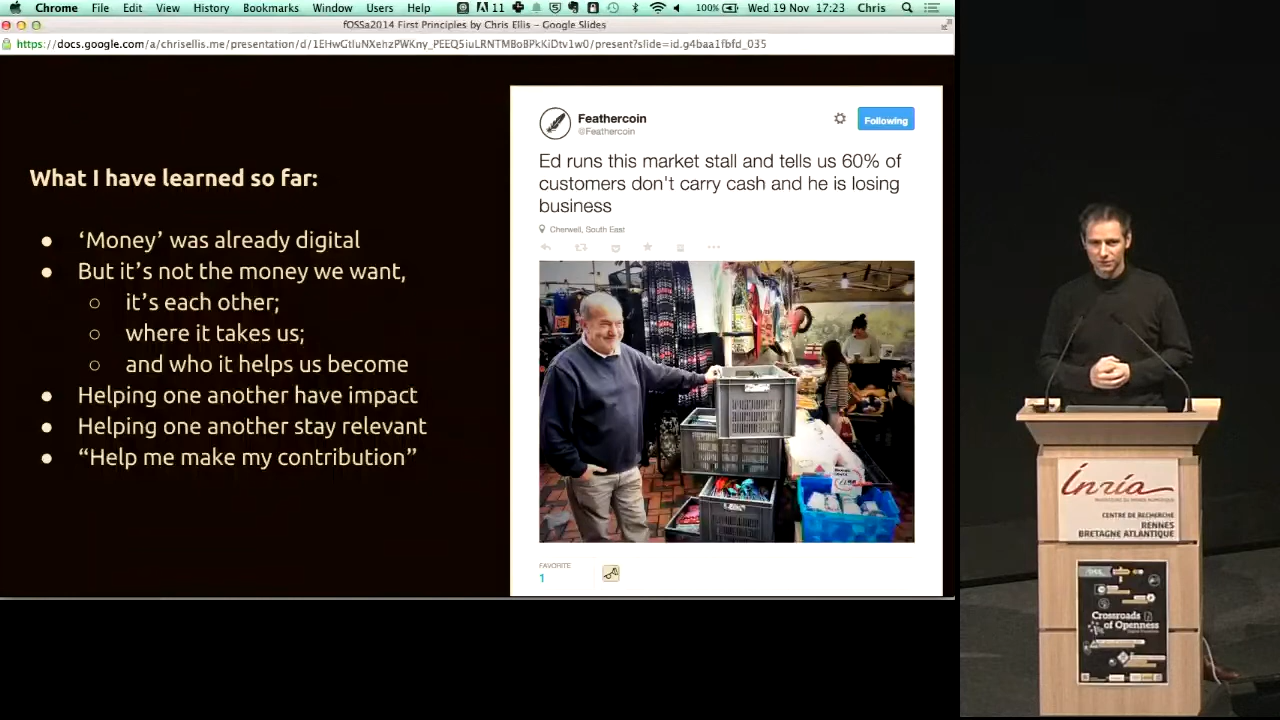 Chrome File Edit View History Bookmarks Window Users Help 11 100% Wed 19 Nov 17:23 Chris
fOSSa2014 First Principles by Chris Ellis – Google Slides
https://docs.google.com/a/chrisellis.me/presentation/d/1EHwGtluNXehzPWKny_PEEQ5iuLRNTMBoBPkKiDtv1w0/present?slide=id.g4baa1fbfd_035
What I have learned so far:
● ‘Money’ was already digital
● But it’s not the money we want,
○ it’s each other;
○ where it takes us;
○ and who it helps us become
● Helping one another have impact
● Helping one another stay relevant
● “Help me make my contribution”
Feathercoin
@Feathercoin
Following
Ed runs this market stall and tells us 60% of
customers don't carry cash and he is losing
business
Cherwell, South East
FAVORITE
1
Inria
CENTRE DE RECHERCHE
RENNES
BRETAGNE ATLANTIQUE
Crossroads
of Openness